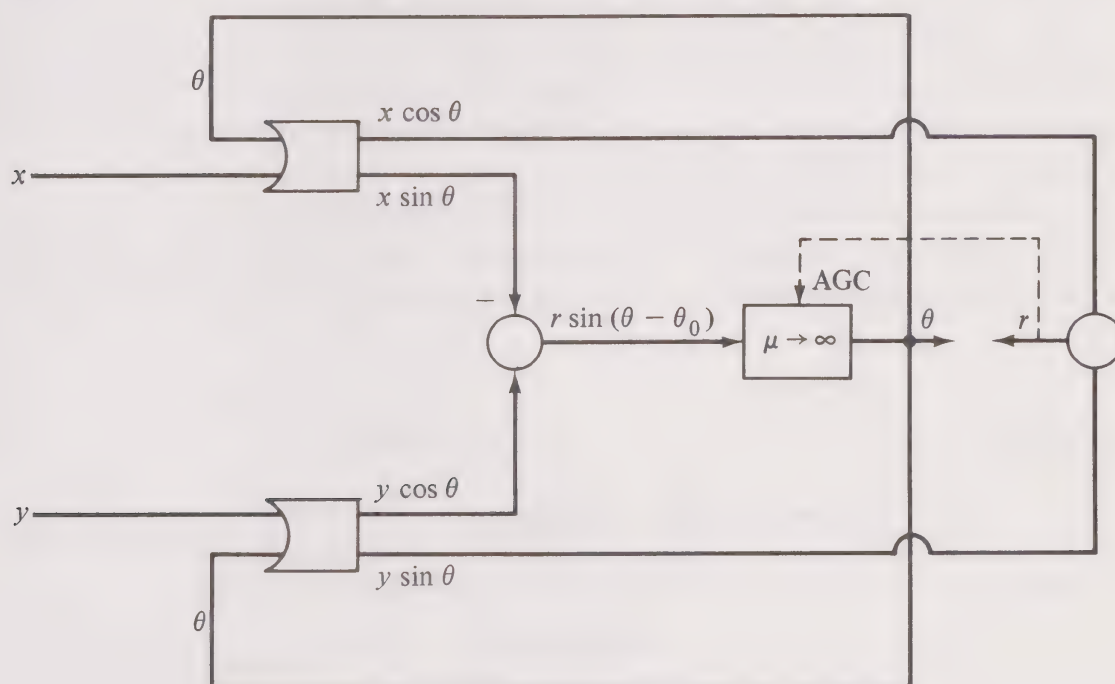 θ
x cos θ
x
x sin θ
AGC
−
r sin (θ − θ₀)
μ → ∞
θ
r
y cos θ
y
y sin θ
θ